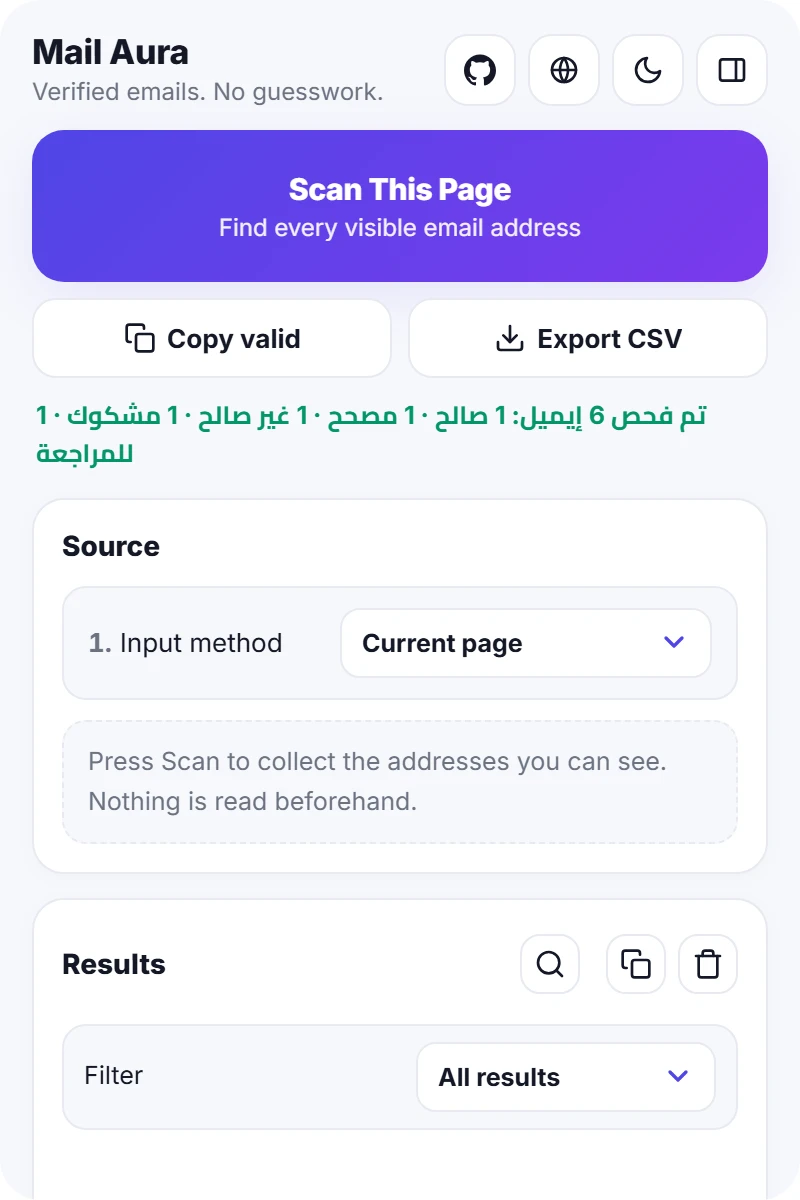 Mail Aura
Verified emails. No guesswork.
Scan This Page
Find every visible email address
Copy valid
Export CSV
تم فحص 6 إيميل: 1 صالح · 1 مصحح · 1 غير صالح · 1 مشكوك · 1
للمراجعة
Source
1. Input method
Current page
Press Scan to collect the addresses you can see.
Nothing is read beforehand.
Results
Filter
All results